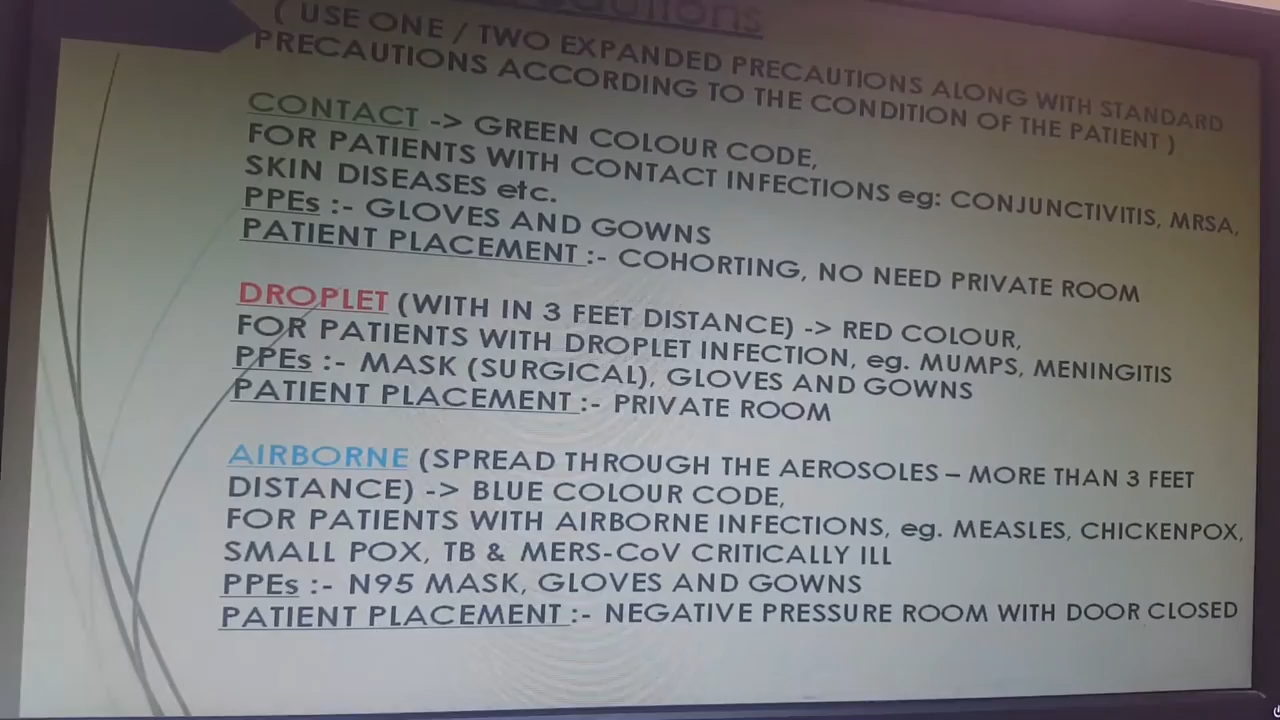 ( USE ONE / TWO EXPANDED PRECAUTIONS ALONG WITH STANDARD
PRECAUTIONS ACCORDING TO THE CONDITION OF THE PATIENT )
CONTACT -> GREEN COLOUR CODE,
FOR PATIENTS WITH CONTACT INFECTIONS eg: CONJUNCTIVITIS, MRSA,
SKIN DISEASES etc.
PPEs :- GLOVES AND GOWNS
PATIENT PLACEMENT :- COHORTING, NO NEED PRIVATE ROOM
DROPLET (WITH IN 3 FEET DISTANCE) -> RED COLOUR,
FOR PATIENTS WITH DROPLET INFECTION, eg. MUMPS, MENINGITIS
PPEs :- MASK (SURGICAL), GLOVES AND GOWNS
PATIENT PLACEMENT :- PRIVATE ROOM
AIRBORNE (SPREAD THROUGH THE AEROSOLES – MORE THAN 3 FEET
DISTANCE) -> BLUE COLOUR CODE,
FOR PATIENTS WITH AIRBORNE INFECTIONS, eg. MEASLES, CHICKENPOX,
SMALL POX, TB & MERS-CoV CRITICALLY ILL
PPEs :- N95 MASK, GLOVES AND GOWNS
PATIENT PLACEMENT :- NEGATIVE PRESSURE ROOM WITH DOOR CLOSED